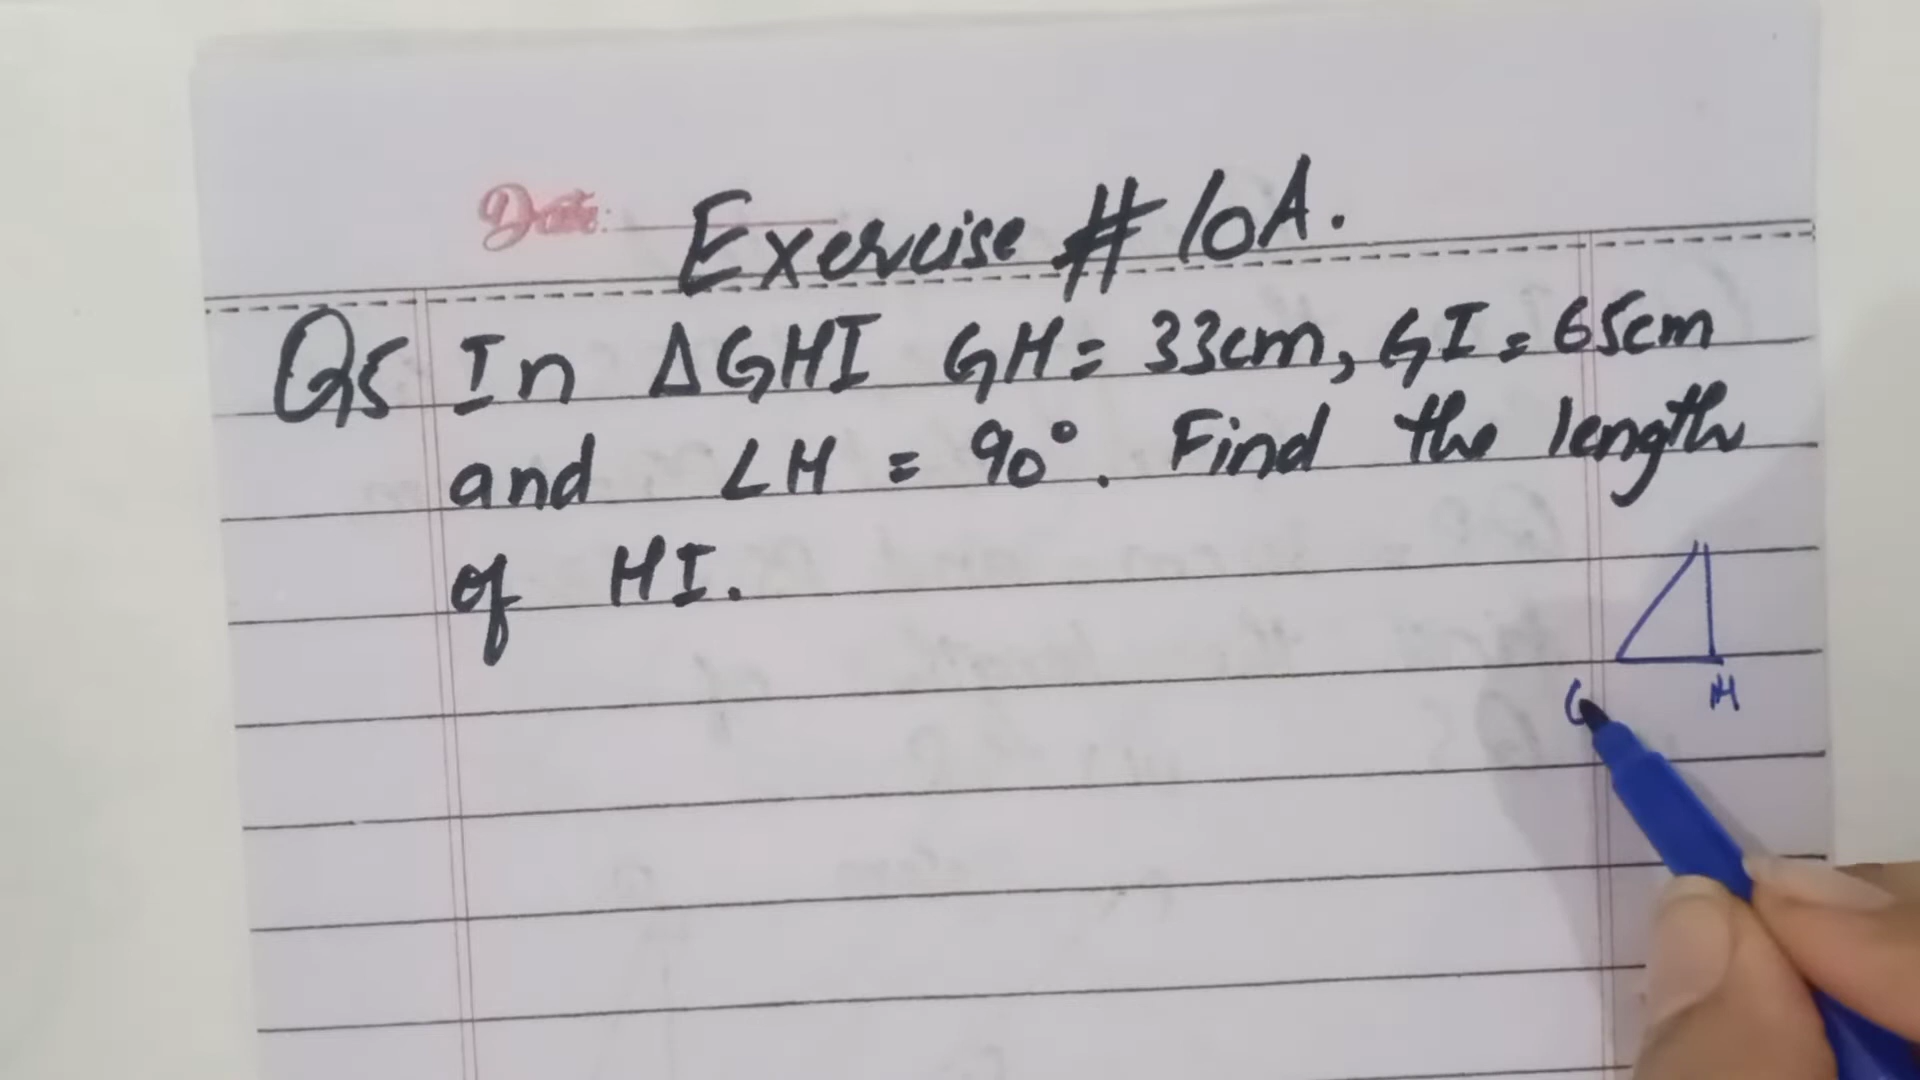 Date:
Exercise # 10A.
Q5 In ΔGHI GH = 33cm, GI = 65cm
and ∠H = 90°. Find the length
of HI.
G H